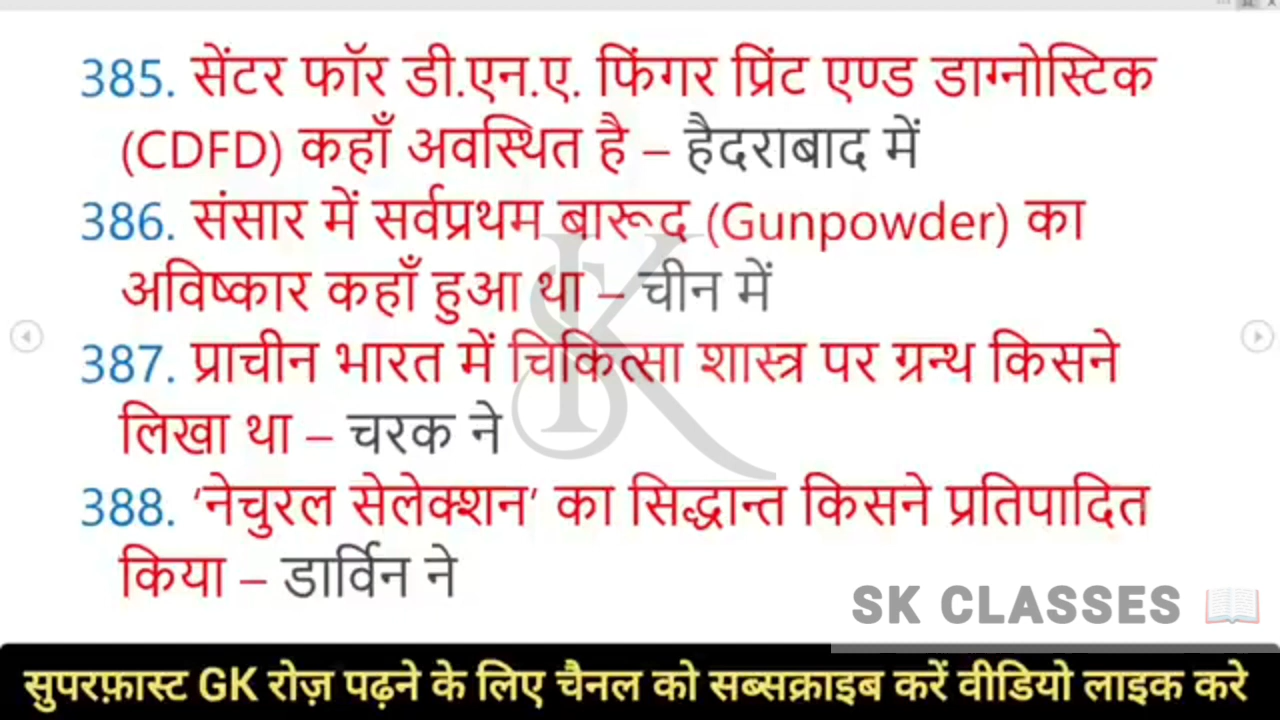 385. सेंटर फॉर डी.एन.ए. फिंगर प्रिंट एण्ड डाग्नोस्टिक
(CDFD) कहाँ अवस्थित है – हैदराबाद में
386. संसार में सर्वप्रथम बारूद (Gunpowder) का
अविष्कार कहाँ हुआ था – चीन में
387. प्राचीन भारत में चिकित्सा शास्त्र पर ग्रन्थ किसने
लिखा था – चरक ने
388. ‘नेचुरल सेलेक्शन’ का सिद्धान्त किसने प्रतिपादित
किया – डार्विन ने
SK
SK CLASSES
सुपरफ़ास्ट GK रोज़ पढ़ने के लिए चैनल को सब्सक्राइब करें वीडियो लाइक करे